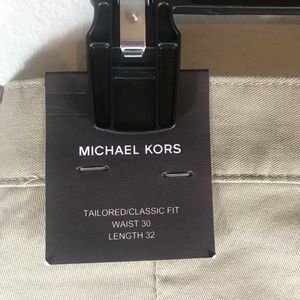 MICHAEL KORS
TAILORED/CLASSIC FIT
WAIST 30
LENGTH 32